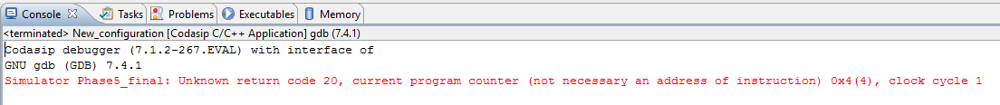 Console Tasks Problems Executables Memory
<terminated> New_configuration [Codasip C/C++ Application] gdb (7.4.1)
Codasip debugger (7.1.2-267.EVAL) with interface of
GNU gdb (GDB) 7.4.1
Simulator Phase5_final: Unknown return code 20, current program counter (not necessary an address of instruction) 0x4(4), clock cycle 1